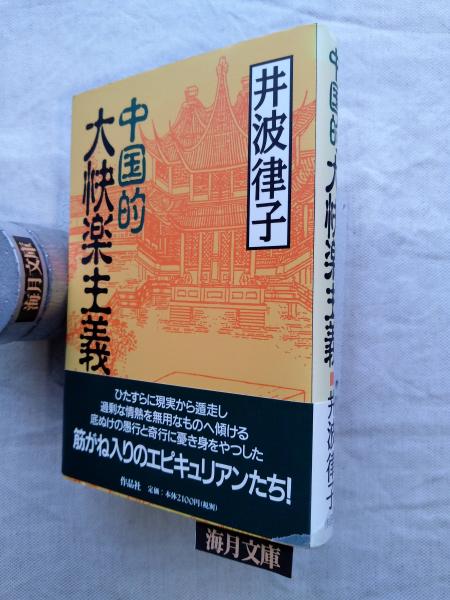 井波律子
中国的
大快楽主義
ひたすらに現実から遁走し
過剰な情熱を無用なものへ傾ける
底ぬけの愚行と奇行に憂き身をやつした
筋がね入りのエピキュリアンたち!
作品社 定価:本体2100円(税別)
中国的大快楽主義
井波律子
海月文庫